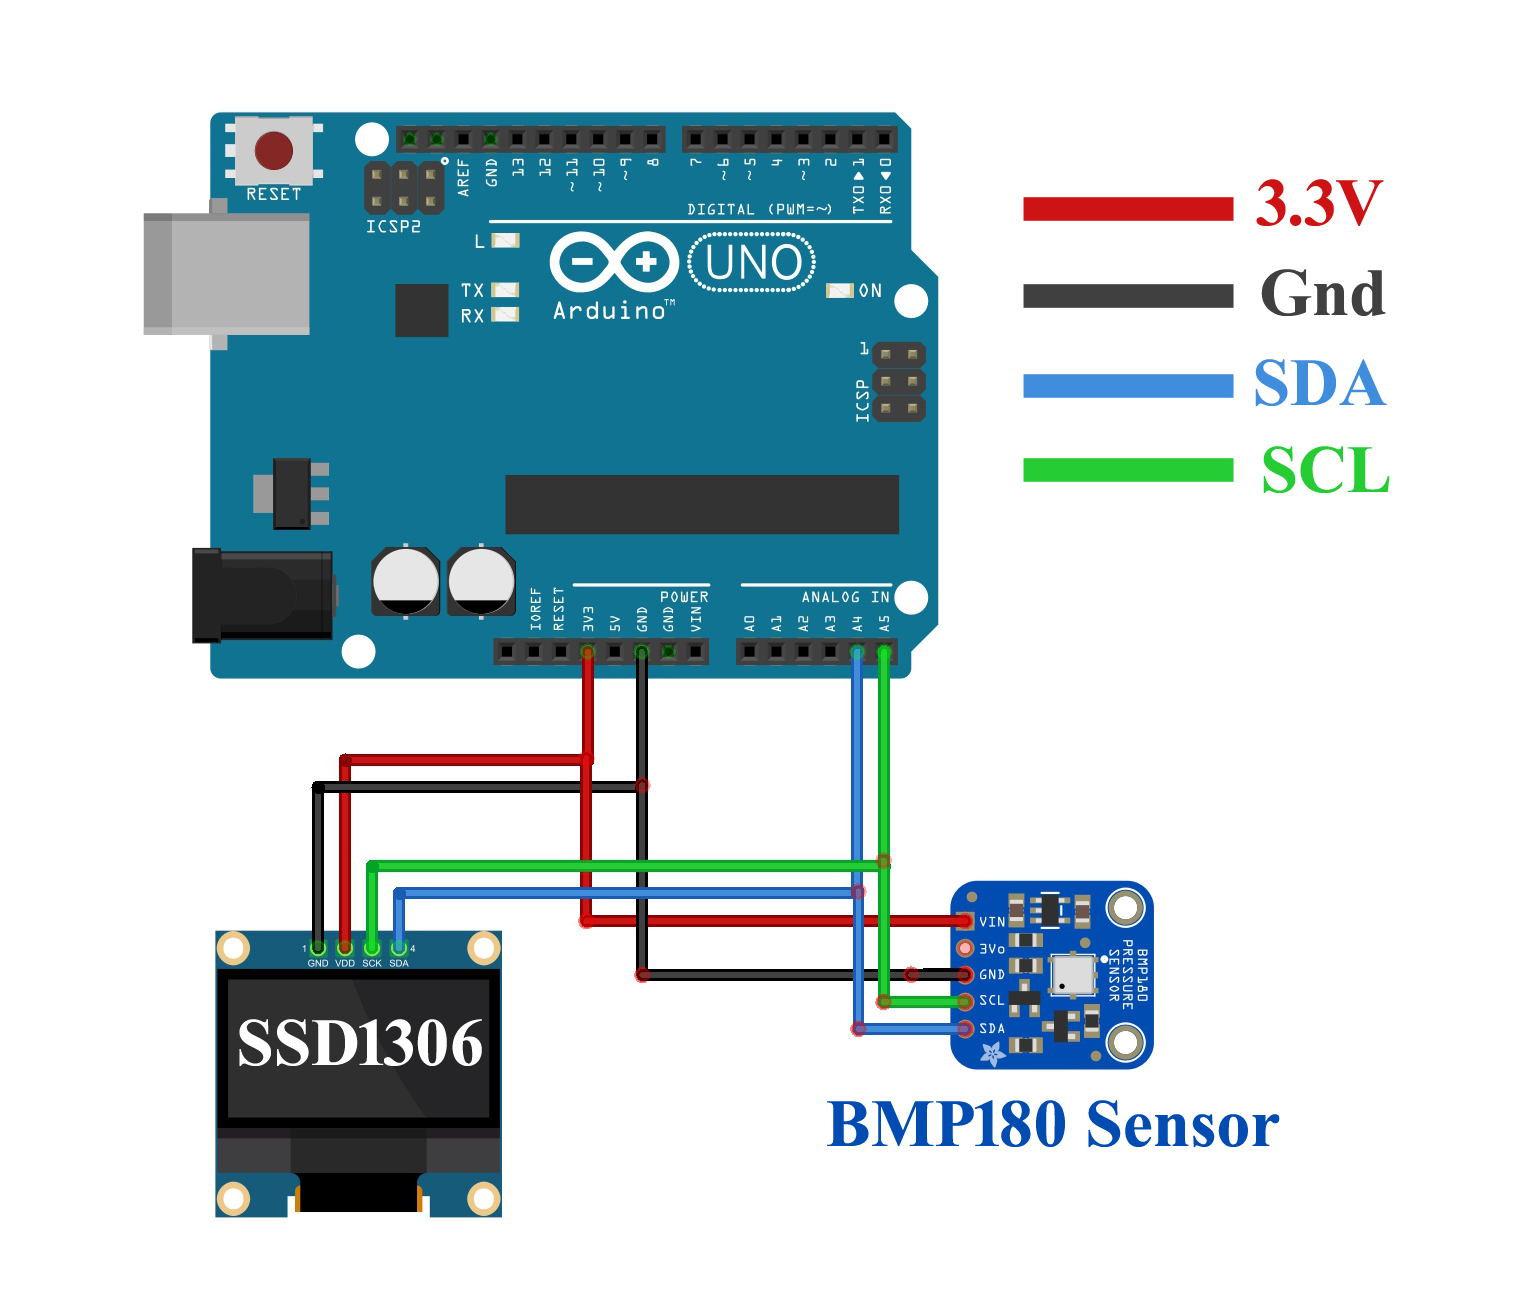 RESET
ICSP2
AREF
GND
13
12
~11
~10
~9
8
7
~6
~5
4
~3
2
TX0▶1
RX0◀0
DIGITAL (PWM=~)
L
TX
RX
Arduino™
UNO
ON
1
ICSP
3.3V
Gnd
SDA
SCL
POWER
ANALOG IN
IOREF
RESET
3V3
5V
GND
GND
VIN
A0
A1
A2
A3
A4
A5
1
4
GND
VDD
SCK
SDA
SSD1306
VIN
3Vo
GND
SCL
SDA
BMP180
PRESSURE
SENSOR
BMP180 Sensor